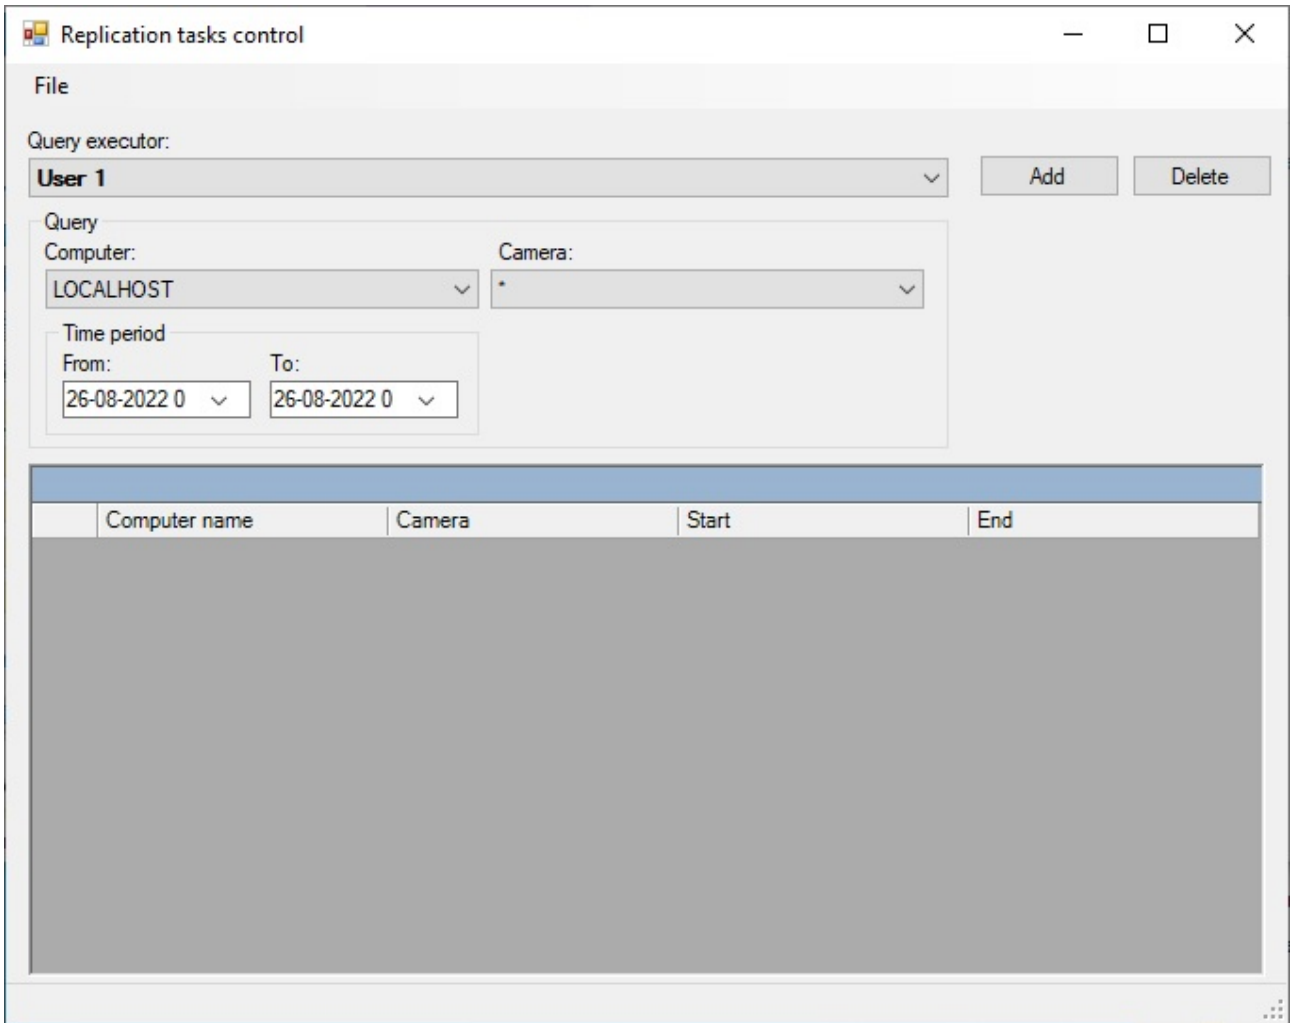 Replication tasks control
File
Query executor:
User 1
Add
Delete
Query
Computer:
Camera:
LOCALHOST
*
Time period
From:
To:
26-08-2022 0
26-08-2022 0
Computer name
Camera
Start
End